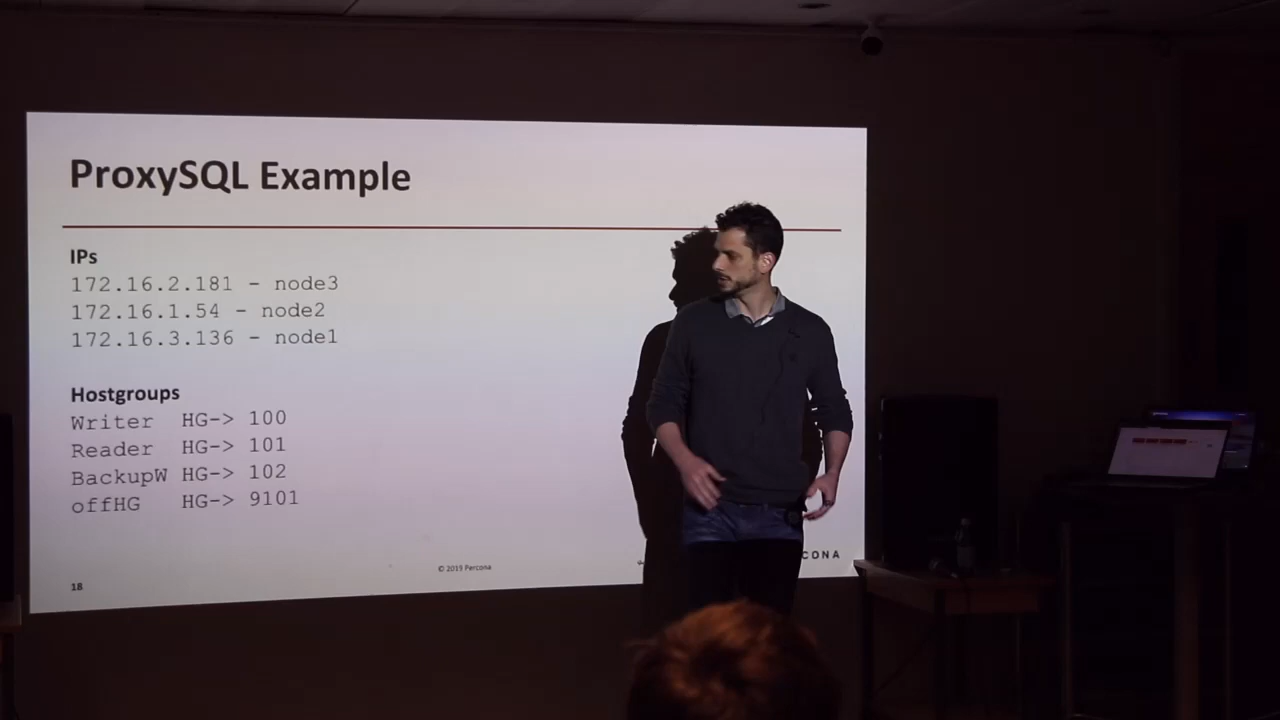 ProxySQL Example
IPs
172.16.2.181 - node3
172.16.1.54 - node2
172.16.3.136 - node1
Hostgroups
Writer HG-> 100
Reader HG-> 101
BackupW HG-> 102
offHG HG-> 9101
18
© 2019 Percona
CONA